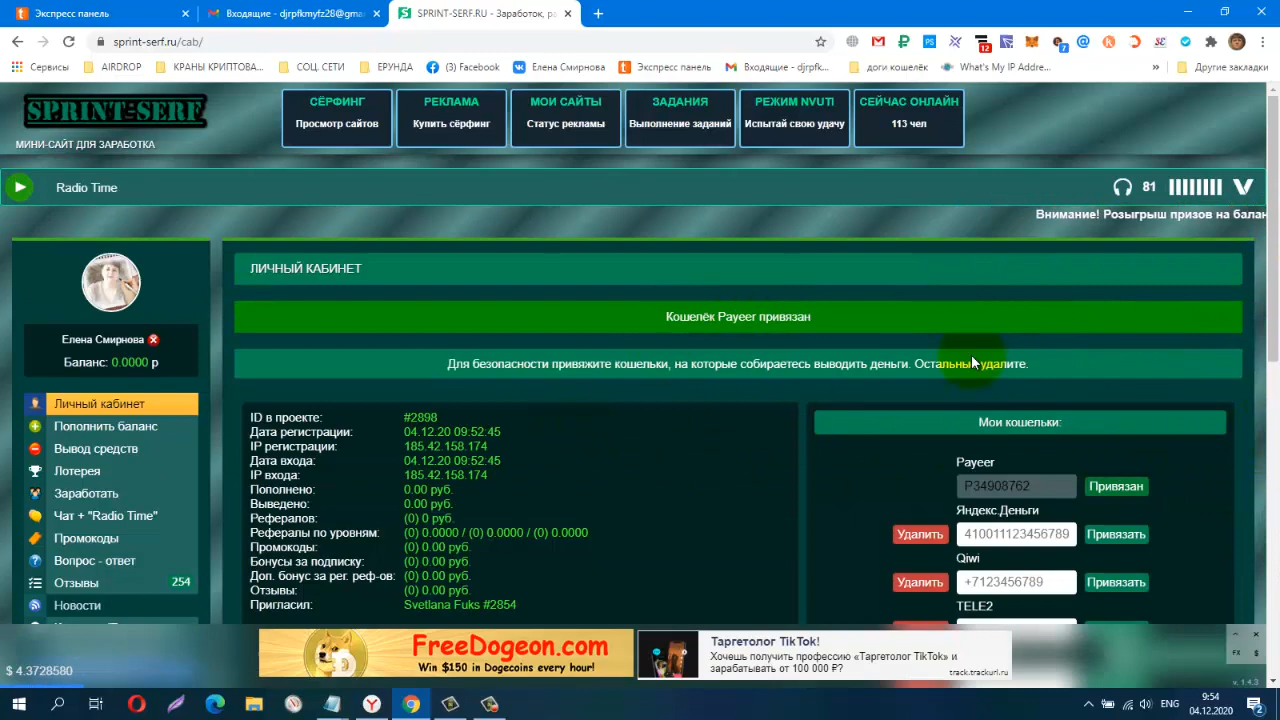 Экспресс панель
Входящие - djrpfkmyfz28@gma
SPRINT-SERF.RU - Заработок, ра
sprint-serf.ru/cab/
12
7
Сервисы
AIRDROP
КРАНЫ КРИПТОВА...
СОЦ. СЕТИ
ЕРУНДА
(3) Facebook
Елена Смирнова
Экспресс панель
Входящие - djrpfk...
доги кошелёк
What's My IP Addre...
»
Другие закладки
SPRINT-SERF
МИНИ-САЙТ ДЛЯ ЗАРАБОТКА
СЁРФИНГ
Просмотр сайтов
РЕКЛАМА
Купить сёрфинг
МОИ САЙТЫ
Статус рекламы
ЗАДАНИЯ
Выполнение заданий
РЕЖИМ NVUTI
Испытай свою удачу
СЕЙЧАС ОНЛАЙН
113 чел
Radio Time
81
Внимание! Розыгрыш призов на балан
Елена Смирнова
Баланс: 0.0000 р
Личный кабинет
Пополнить баланс
Вывод средств
Лотерея
Заработать
Чат + "Radio Time"
Промокоды
Вопрос - ответ
Отзывы 254
Новости
ЛИЧНЫЙ КАБИНЕТ
Кошелёк Payeer привязан
Для безопасности привяжите кошельки, на которые собираетесь выводить деньги. Остальные удалите.
ID в проекте: #2898
Дата регистрации: 04.12.20 09:52:45
IP регистрации: 185.42.158.174
Дата входа: 04.12.20 09:52:45
IP входа: 185.42.158.174
Пополнено: 0.00 руб.
Выведено: 0.00 руб.
Рефералов: (0) 0 руб.
Рефералы по уровням: (0) 0.0000 / (0) 0.0000 / (0) 0.0000
Промокоды: (0) 0.00 руб.
Бонусы за подписку: (0) 0.00 руб.
Доп. бонус за рег. реф-ов: (0) 0.00 руб.
Отзывы: (0) 0.00 руб.
Пригласил: Svetlana Fuks #2854
Мои кошельки:
Payeer
P34908762 Привязан
Яндекс.Деньги
Удалить 410011123456789 Привязать
Qiwi
Удалить +7123456789 Привязать
TELE2
FreeDogeon.com
Win $150 in Dogecoins every hour!
Таргетолог TikTok!
Хочешь получить профессию «Таргетолог TikTok» и
зарабатывать от 100 000 ₽?
track.trackuri.ru
FX $
$ 4.3728580
v. 1.4.3
ENG
9:54
04.12.2020
2